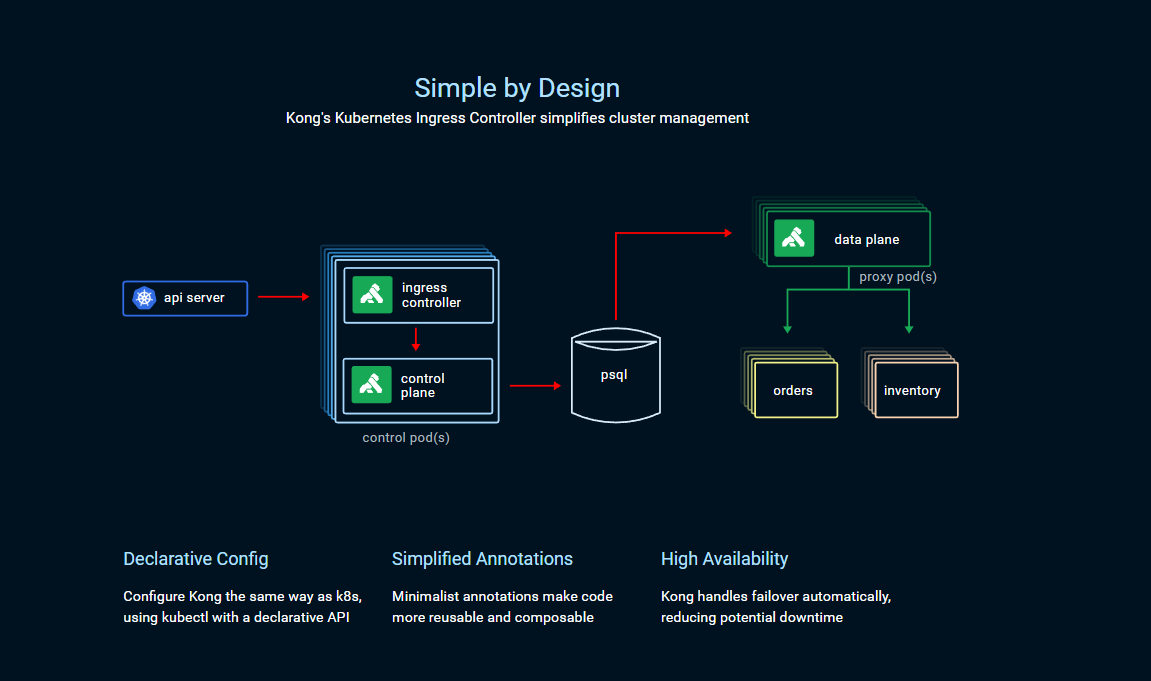 Simple by Design
Kong's Kubernetes Ingress Controller simplifies cluster management
api server
ingress
controller
control
plane
control pod(s)
psql
data plane
proxy pod(s)
orders
inventory
Declarative Config
Configure Kong the same way as k8s,
using kubectl with a declarative API
Simplified Annotations
Minimalist annotations make code
more reusable and composable
High Availability
Kong handles failover automatically,
reducing potential downtime